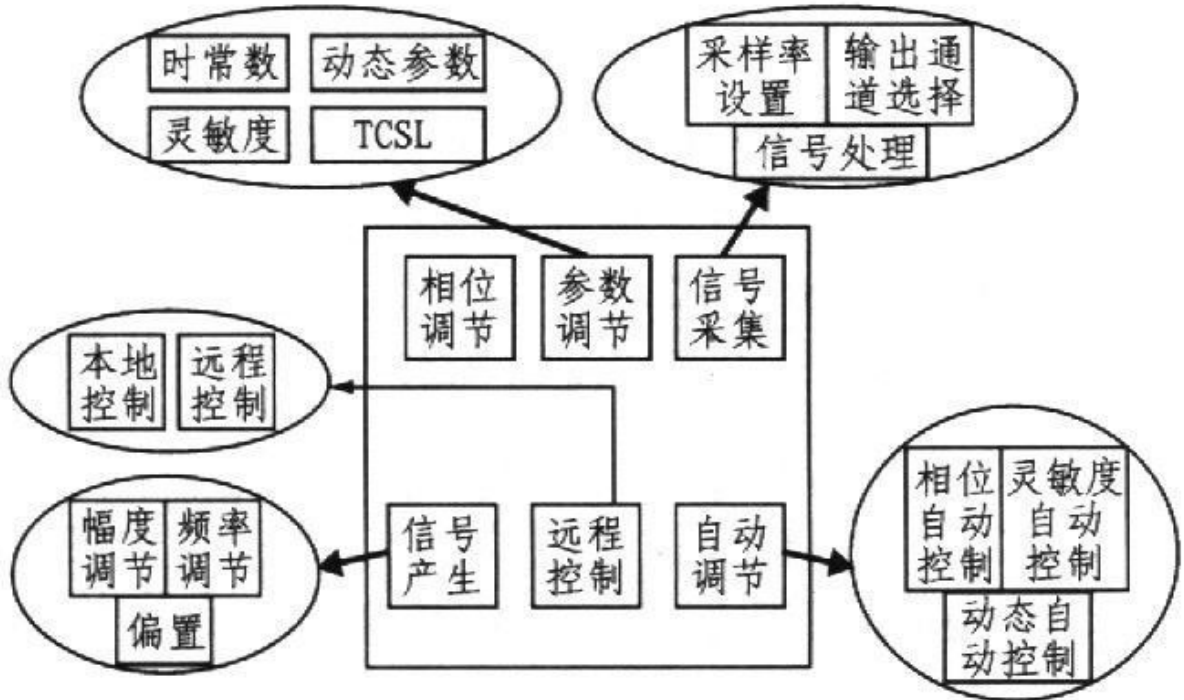 时常数
动态参数
灵敏度
TCSL
采样率
设置
输出通
道选择
信号处理
相位
调节
参数
调节
信号
采集
本地
控制
远程
控制
幅度
调节
频率
调节
偏置
信号
产生
远程
控制
自动
调节
相位
自动
控制
灵敏度
自动
控制
动态自
动控制